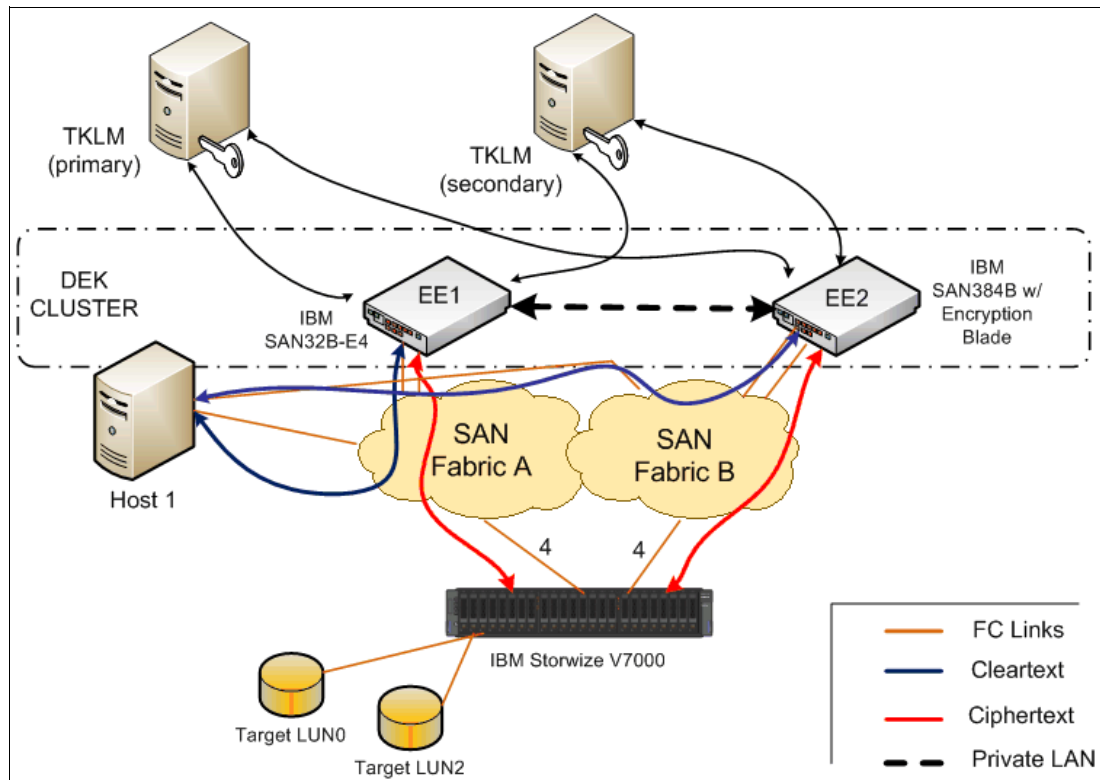 TKLM
(primary)
TKLM
(secondary)
DEK
CLUSTER
EE1
IBM
SAN32B-E4
EE2
IBM
SAN384B w/
Encryption
Blade
Host 1
SAN
Fabric A
SAN
Fabric B
4
4
IBM Storwize V7000
Target LUN0
Target LUN2
FC Links
Cleartext
Ciphertext
Private LAN